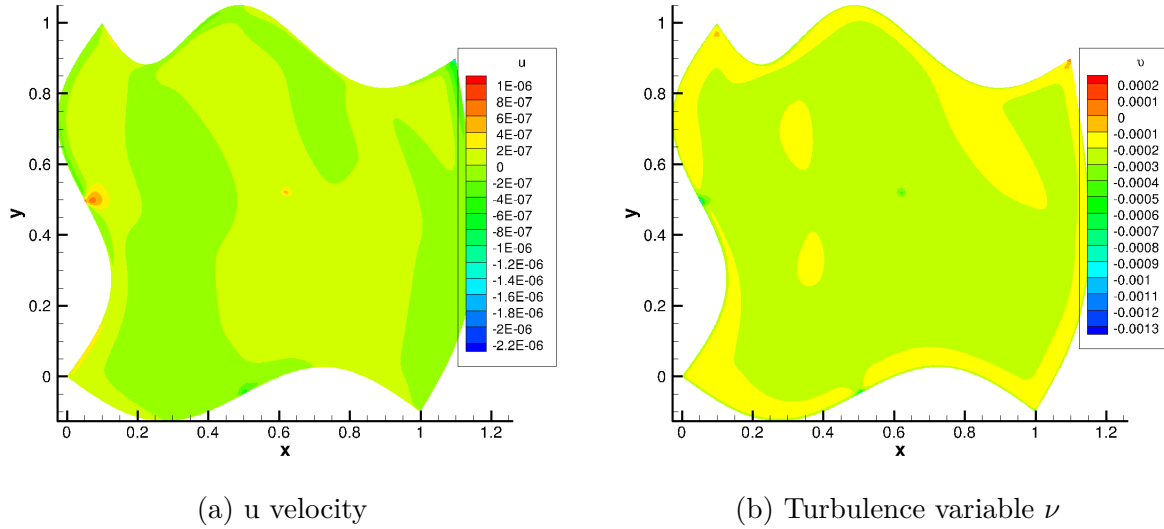 u
1E-06
8E-07
6E-07
4E-07
2E-07
0
-2E-07
-4E-07
-6E-07
-8E-07
-1E-06
-1.2E-06
-1.4E-06
-1.6E-06
-1.8E-06
-2E-06
-2.2E-06
y
1
0.8
0.6
0.4
0.2
0
0 0.2 0.4 0.6 0.8 1 1.2
x
(a) u velocity
υ
0.0002
0.0001
0
-0.0001
-0.0002
-0.0003
-0.0004
-0.0005
-0.0006
-0.0007
-0.0008
-0.0009
-0.001
-0.0011
-0.0012
-0.0013
y
1
0.8
0.6
0.4
0.2
0
0 0.2 0.4 0.6 0.8 1 1.2
x
(b) Turbulence variable ν